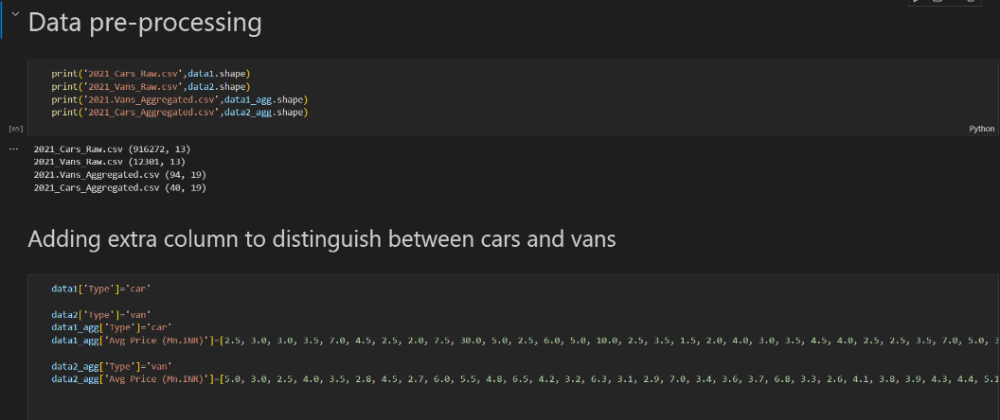 Data pre-processing
print('2021_Cars_Raw.csv',data1.shape)
print('2021_Vans_Raw.csv',data2.shape)
print('2021.Vans_Aggregated.csv',data1_agg.shape)
print('2021_Cars_Aggregated.csv',data2_agg.shape)
[65]
Python
...
2021_Cars_Raw.csv (916272, 13)
2021_Vans_Raw.csv (12301, 13)
2021.Vans_Aggregated.csv (94, 19)
2021_Cars_Aggregated.csv (40, 19)
Adding extra column to distinguish between cars and vans
data1['Type']='car'
data2['Type']='van'
data1_agg['Type']='car'
data1_agg['Avg Price (Mn.INR)']=[2.5, 3.0, 3.0, 3.5, 7.0, 4.5, 2.5, 2.0, 7.5, 30.0, 5.0, 2.5, 6.0, 5.0, 10.0, 2.5, 3.5, 1.5, 2.0, 4.0, 3.0, 3.5, 4.5, 4.0, 2.5, 2.5, 3.5, 7.0, 5.0, 3
data2_agg['Type']='van'
data2_agg['Avg Price (Mn.INR)']=[5.0, 3.0, 2.5, 4.0, 3.5, 2.8, 4.5, 2.7, 6.0, 5.5, 4.8, 6.5, 4.2, 3.2, 6.3, 3.1, 2.9, 7.0, 3.4, 3.6, 3.7, 6.8, 3.3, 2.6, 4.1, 3.8, 3.9, 4.3, 4.4, 5.1